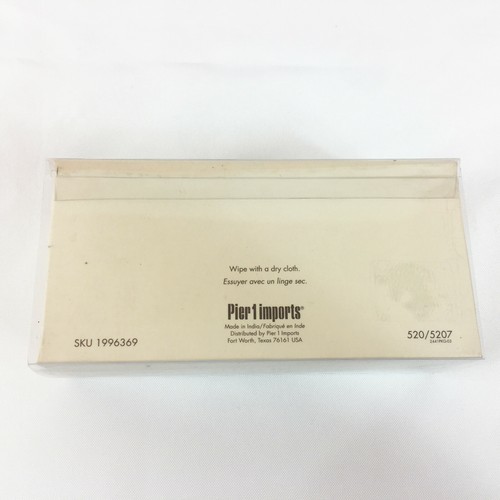 Wipe with a dry cloth.
Essuyer avec un linge sec.
Pier 1 imports®
Made in India/Fabriqué en Inde
Distributed by Pier 1 Imports
Fort Worth, Texas 76161 USA
SKU 1996369
520/5207